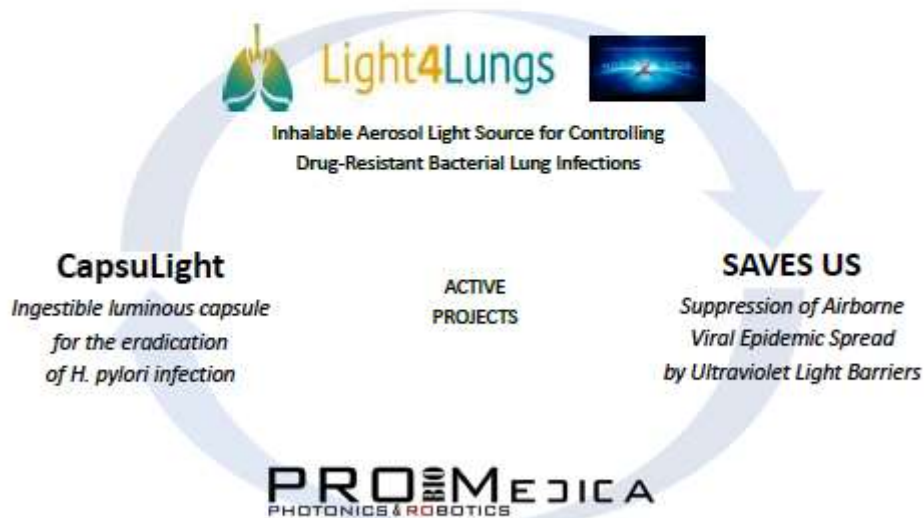 Light4Lungs
Inhalable Aerosol Light Source for Controlling
Drug-Resistant Bacterial Lung Infections
CapsuLight
Ingestible luminous capsule
for the eradication
of H. pylori infection
ACTIVE
PROJECTS
SAVES US
Suppression of Airborne
Viral Epidemic Spread
by Ultraviolet Light Barriers
PROBIOMEDICA
PHOTONICS & ROBOTICS